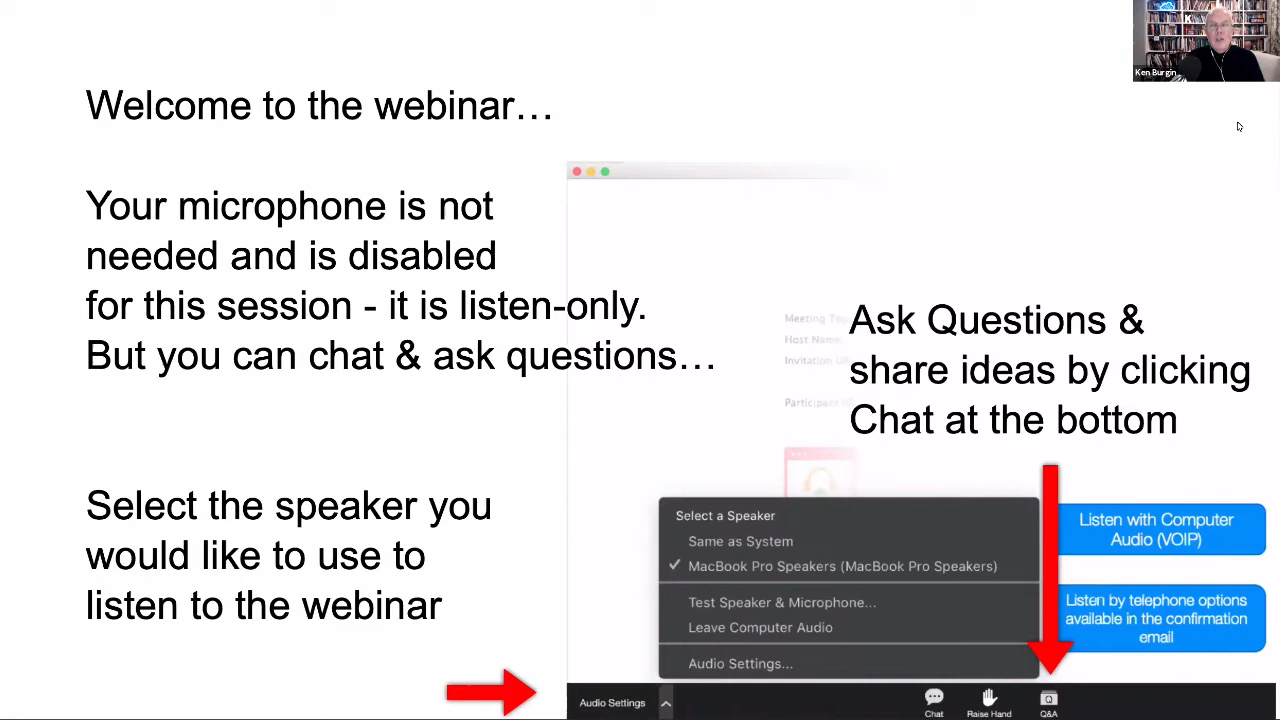 Ken Burgin
Welcome to the webinar…
Your microphone is not
needed and is disabled
for this session - it is listen-only.
But you can chat & ask questions…
Select the speaker you
would like to use to
listen to the webinar
Meeting
Host Name:
Invitation
Ask Questions &
share ideas by clicking
Chat at the bottom
Select a Speaker
Same as System
MacBook Pro Speakers (MacBook Pro Speakers)
Test Speaker & Microphone...
Leave Computer Audio
Audio Settings...
Listen with Computer
Audio (VOIP)
Listen by telephone options
available in the confirmation
email
Audio Settings
Chat
Raise Hand
Q&A